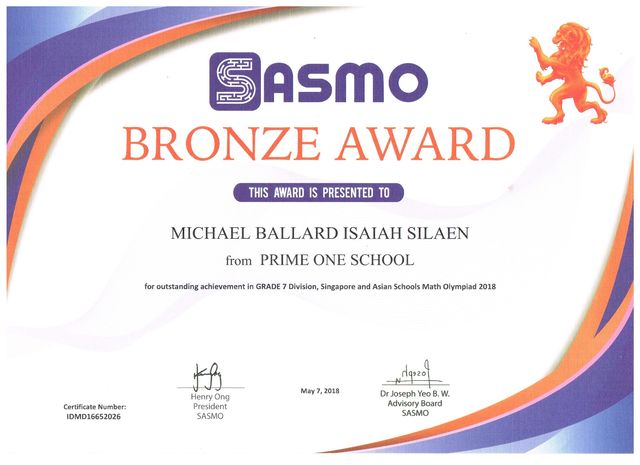 SASMO
BRONZE AWARD
THIS AWARD IS PRESENTED TO
MICHAEL BALLARD ISAIAH SILAEN
from PRIME ONE SCHOOL
for outstanding achievement in GRADE 7 Division, Singapore and Asian Schools Math Olympiad 2018
Henry Ong
President
SASMO
May 7, 2018
Dr Joseph Yeo B. W.
Advisory Board
SASMO
Certificate Number:
IDMD16652026